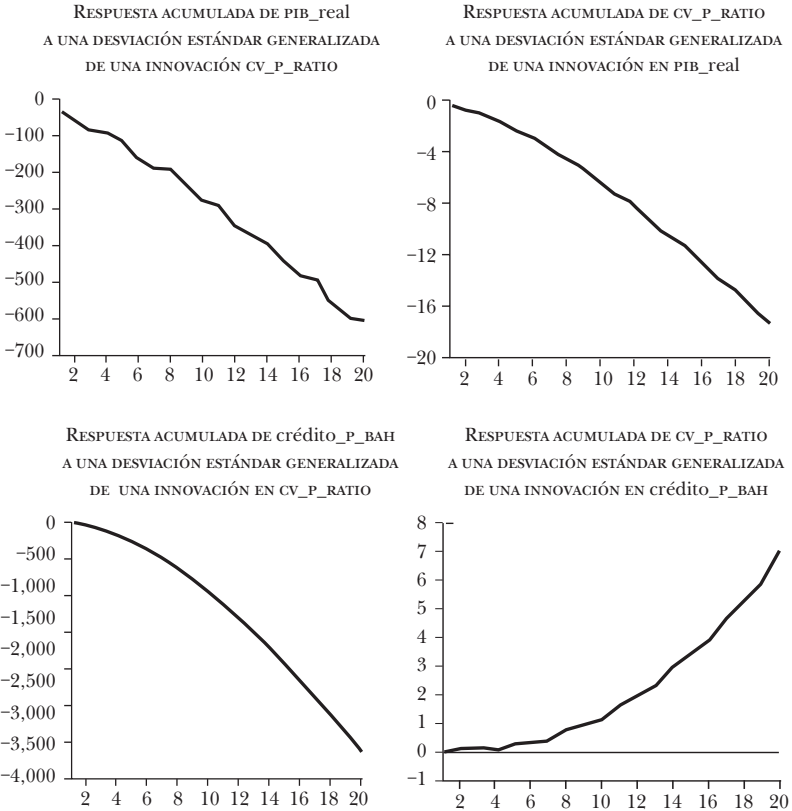 RESPUESTA ACUMULADA DE PIB_real
A UNA DESVIACIÓN ESTÁNDAR GENERALIZADA
DE UNA INNOVACIÓN CV_P_RATIO
0
−100
−200
−300
−400
−500
−600
−700
2 4 6 8 10 12 14 16 18 20
RESPUESTA ACUMULADA DE CV_P_RATIO
A UNA DESVIACIÓN ESTÁNDAR GENERALIZADA
DE UNA INNOVACIÓN EN PIB_real
0
−4
−8
−12
−16
−20
2 4 6 8 10 12 14 16 18 20
RESPUESTA ACUMULADA DE crédito_P_BAH
A UNA DESVIACIÓN ESTÁNDAR GENERALIZADA
DE UNA INNOVACIÓN EN CV_P_RATIO
0
−500
−1,000
−1,500
−2,000
−2,500
−3,000
−3,500
−4,000
2 4 6 8 10 12 14 16 18 20
RESPUESTA ACUMULADA DE CV_P_RATIO
A UNA DESVIACIÓN ESTÁNDAR GENERALIZADA
DE UNA INNOVACIÓN EN crédito_P_BAH
8
7
6
5
4
3
2
1
0
−1
2 4 6 8 10 12 14 16 18 20